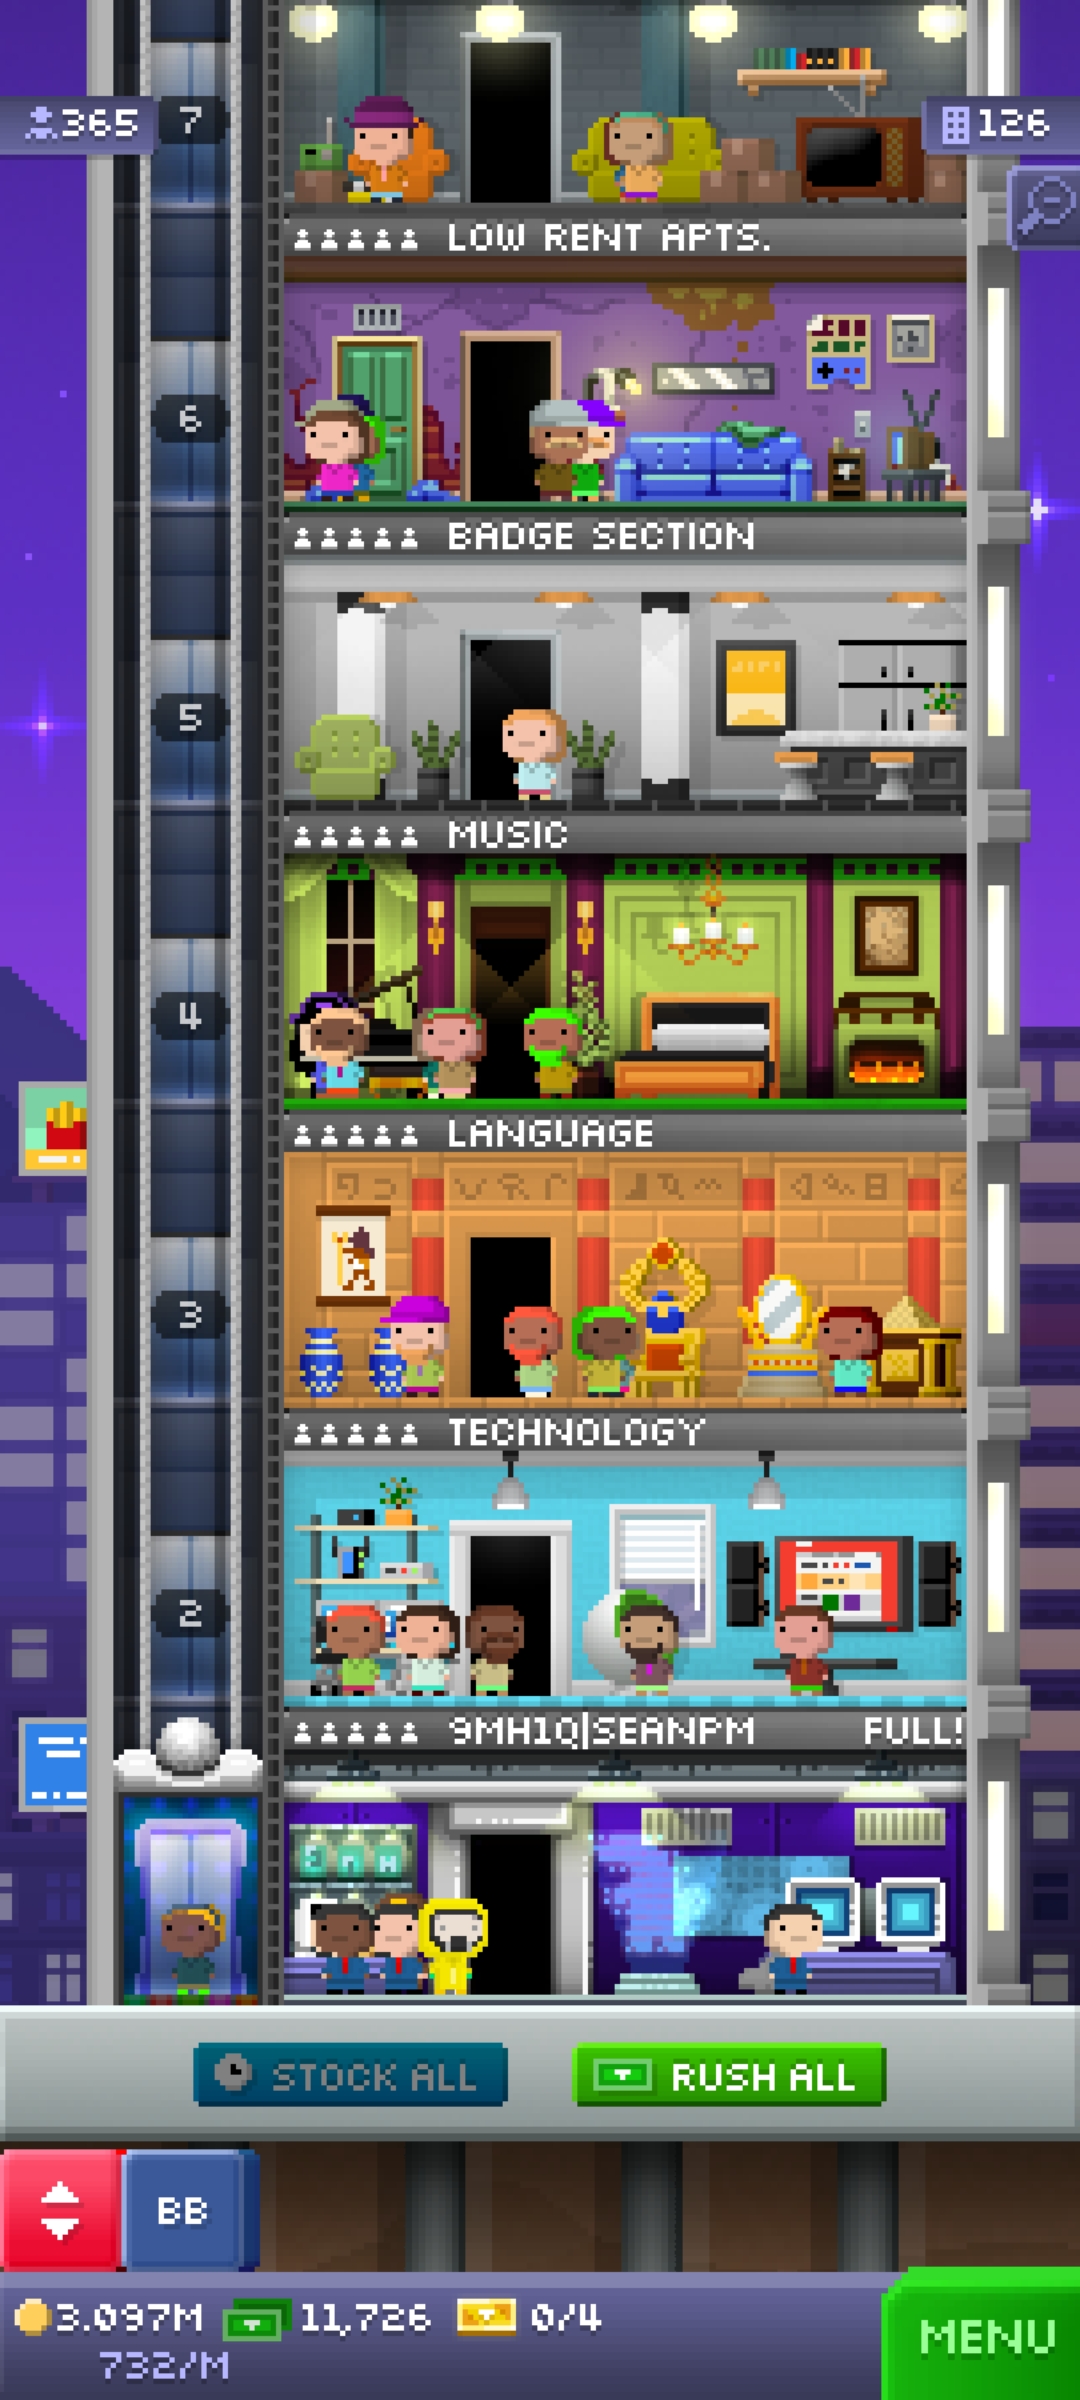 365
7
126
LOW RENT APTS.
6
BADGE SECTION
5
MUSIC
4
LANGUAGE
3
TECHNOLOGY
2
9MH1Q|SEANPM FULL!
STOCK ALL
RUSH ALL
BB
3.097M 11,726 0/4
732/M
MENU